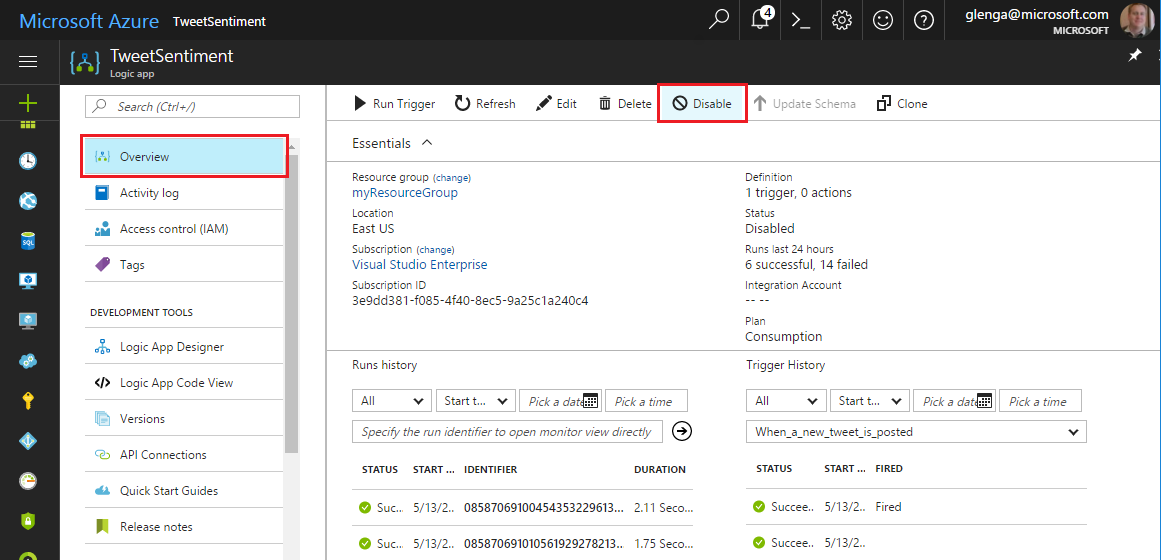 Microsoft Azure TweetSentiment
4
glenga@microsoft.com
MICROSOFT
TweetSentiment
Logic app
Search (Ctrl+/)
Overview
Activity log
Access control (IAM)
Tags
DEVELOPMENT TOOLS
Logic App Designer
Logic App Code View
Versions
API Connections
Quick Start Guides
Release notes
Run Trigger Refresh Edit Delete Disable Update Schema Clone
Essentials
Resource group (change)
myResourceGroup
Location
East US
Subscription (change)
Visual Studio Enterprise
Subscription ID
3e9dd381-f085-4f40-8ec5-9a25c1a240c4
Definition
1 trigger, 0 actions
Status
Disabled
Runs last 24 hours
6 successful, 14 failed
Integration Account
-- --
Plan
Consumption
Runs history
All Start t... Pick a date Pick a time
Specify the run identifier to open monitor view directly
STATUS START ... IDENTIFIER DURATION
Succ... 5/13/2... 08587069100454353229613... 2.11 Seco...
Succ... 5/13/2... 08587069101056192927821 3... 1.75 Seco...
Trigger History
All Start t... Pick a date Pick a time
When_a_new_tweet_is_posted
STATUS START ... FIRED
Succee... 5/13/2... Fired
Succee... 5/13/2...